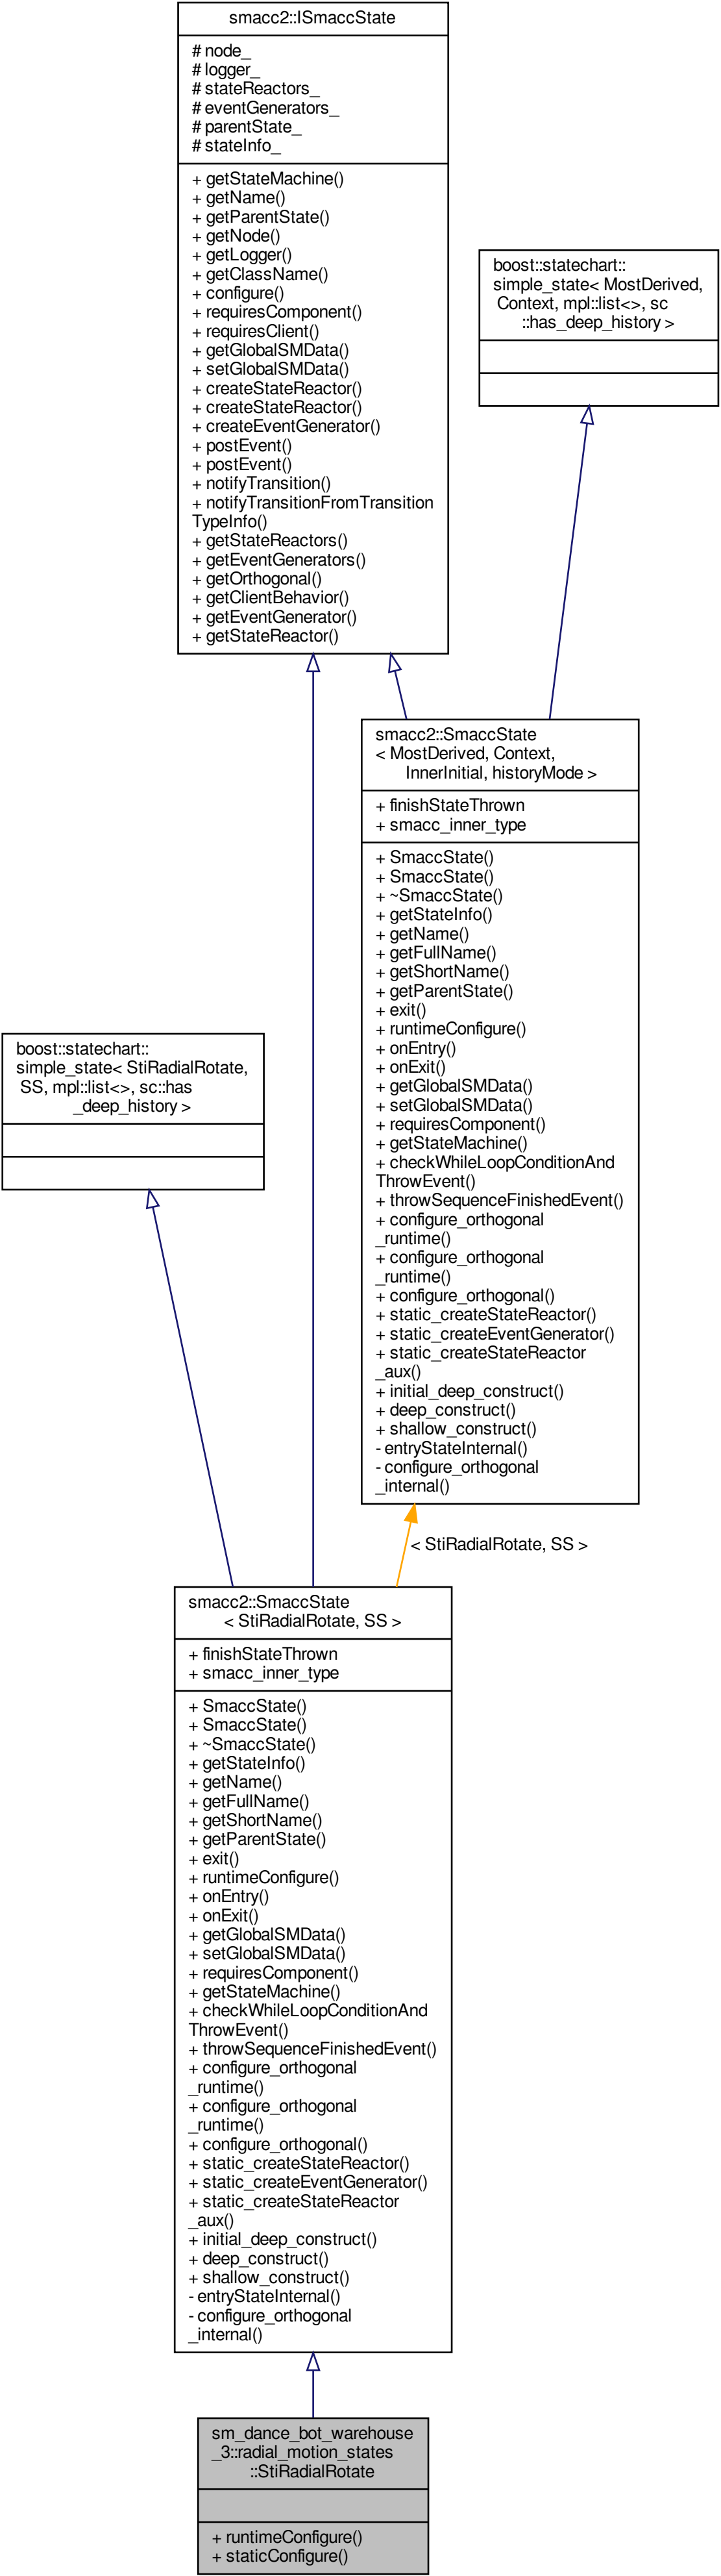 smacc2::ISmaccState
# node_
# logger_
# stateReactors_
# eventGenerators_
# parentState_
# stateInfo_
+ getStateMachine()
+ getName()
+ getParentState()
+ getNode()
+ getLogger()
+ getClassName()
+ configure()
+ requiresComponent()
+ requiresClient()
+ getGlobalSMData()
+ setGlobalSMData()
+ createStateReactor()
+ createStateReactor()
+ createEventGenerator()
+ postEvent()
+ postEvent()
+ notifyTransition()
+ notifyTransitionFromTransition
TypeInfo()
+ getStateReactors()
+ getEventGenerators()
+ getOrthogonal()
+ getClientBehavior()
+ getEventGenerator()
+ getStateReactor()
boost::statechart::
simple_state< MostDerived,
Context, mpl::list<>, sc
::has_deep_history >
smacc2::SmaccState
< MostDerived, Context,
InnerInitial, historyMode >
+ finishStateThrown
+ smacc_inner_type
+ SmaccState()
+ SmaccState()
+ ~SmaccState()
+ getStateInfo()
+ getName()
+ getFullName()
+ getShortName()
+ getParentState()
+ exit()
+ runtimeConfigure()
+ onEntry()
+ onExit()
+ getGlobalSMData()
+ setGlobalSMData()
+ requiresComponent()
+ getStateMachine()
+ checkWhileLoopConditionAnd
ThrowEvent()
+ throwSequenceFinishedEvent()
+ configure_orthogonal
_runtime()
+ configure_orthogonal
_runtime()
+ configure_orthogonal()
+ static_createStateReactor()
+ static_createEventGenerator()
+ static_createStateReactor
_aux()
+ initial_deep_construct()
+ deep_construct()
+ shallow_construct()
- entryStateInternal()
- configure_orthogonal
_internal()
boost::statechart::
simple_state< StiRadialRotate,
SS, mpl::list<>, sc::has
_deep_history >
< StiRadialRotate, SS >
smacc2::SmaccState
< StiRadialRotate, SS >
+ finishStateThrown
+ smacc_inner_type
+ SmaccState()
+ SmaccState()
+ ~SmaccState()
+ getStateInfo()
+ getName()
+ getFullName()
+ getShortName()
+ getParentState()
+ exit()
+ runtimeConfigure()
+ onEntry()
+ onExit()
+ getGlobalSMData()
+ setGlobalSMData()
+ requiresComponent()
+ getStateMachine()
+ checkWhileLoopConditionAnd
ThrowEvent()
+ throwSequenceFinishedEvent()
+ configure_orthogonal
_runtime()
+ configure_orthogonal
_runtime()
+ configure_orthogonal()
+ static_createStateReactor()
+ static_createEventGenerator()
+ static_createStateReactor
_aux()
+ initial_deep_construct()
+ deep_construct()
+ shallow_construct()
- entryStateInternal()
- configure_orthogonal
_internal()
sm_dance_bot_warehouse
_3::radial_motion_states
::StiRadialRotate
+ runtimeConfigure()
+ staticConfigure()